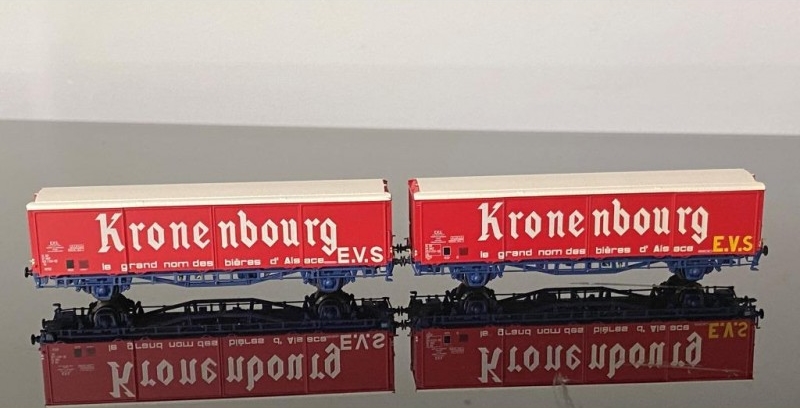 Kronenbourg
le grand nom des bières d'Alsace
E.V.S
Kronenbourg
le grand nom des bières d'Alsace
E.V.S